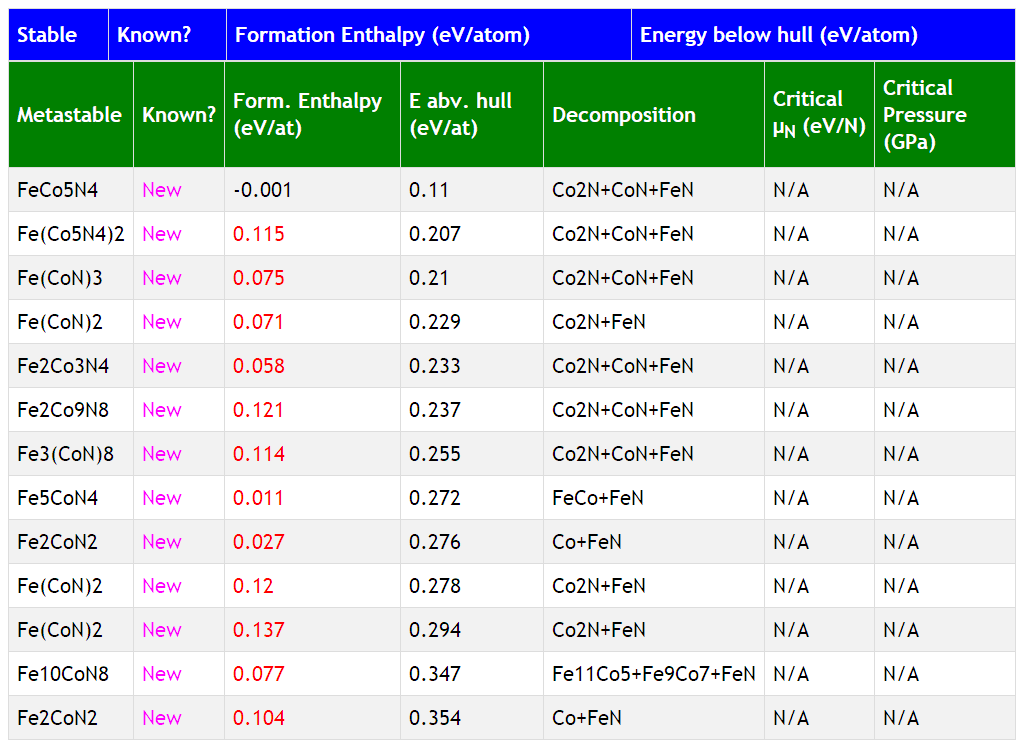 Stable Known? Formation Enthalpy (eV/atom) Energy below hull (eV/atom)
Metastable Known? Form. Enthalpy (eV/at) E abv. hull (eV/at) Decomposition Critical μN (eV/N) Critical Pressure (GPa)
FeCo5N4 New -0.001 0.11 Co2N+CoN+FeN N/A N/A
Fe(Co5N4)2 New 0.115 0.207 Co2N+CoN+FeN N/A N/A
Fe(CoN)3 New 0.075 0.21 Co2N+CoN+FeN N/A N/A
Fe(CoN)2 New 0.071 0.229 Co2N+FeN N/A N/A
Fe2Co3N4 New 0.058 0.233 Co2N+CoN+FeN N/A N/A
Fe2Co9N8 New 0.121 0.237 Co2N+CoN+FeN N/A N/A
Fe3(CoN)8 New 0.114 0.255 Co2N+CoN+FeN N/A N/A
Fe5CoN4 New 0.011 0.272 FeCo+FeN N/A N/A
Fe2CoN2 New 0.027 0.276 Co+FeN N/A N/A
Fe(CoN)2 New 0.12 0.278 Co2N+FeN N/A N/A
Fe(CoN)2 New 0.137 0.294 Co2N+FeN N/A N/A
Fe10CoN8 New 0.077 0.347 Fe11Co5+Fe9Co7+FeN N/A N/A
Fe2CoN2 New 0.104 0.354 Co+FeN N/A N/A